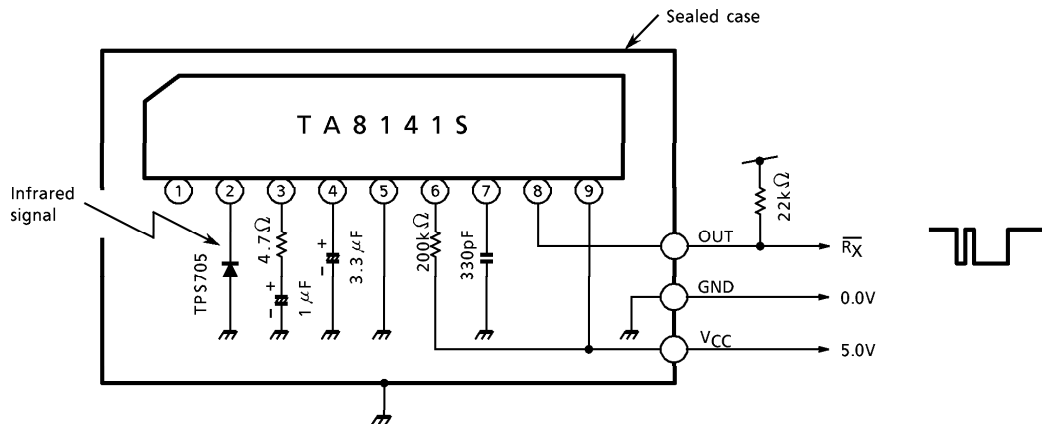 Sealed case
TA8141S
1 2 3 4 5 6 7 8 9
Infrared
signal
TPS705
4.7Ω
+
-
1μF
+
-
3.3μF
200kΩ
330pF
22kΩ
OUT
R̅X̅
GND
0.0V
VCC
5.0V